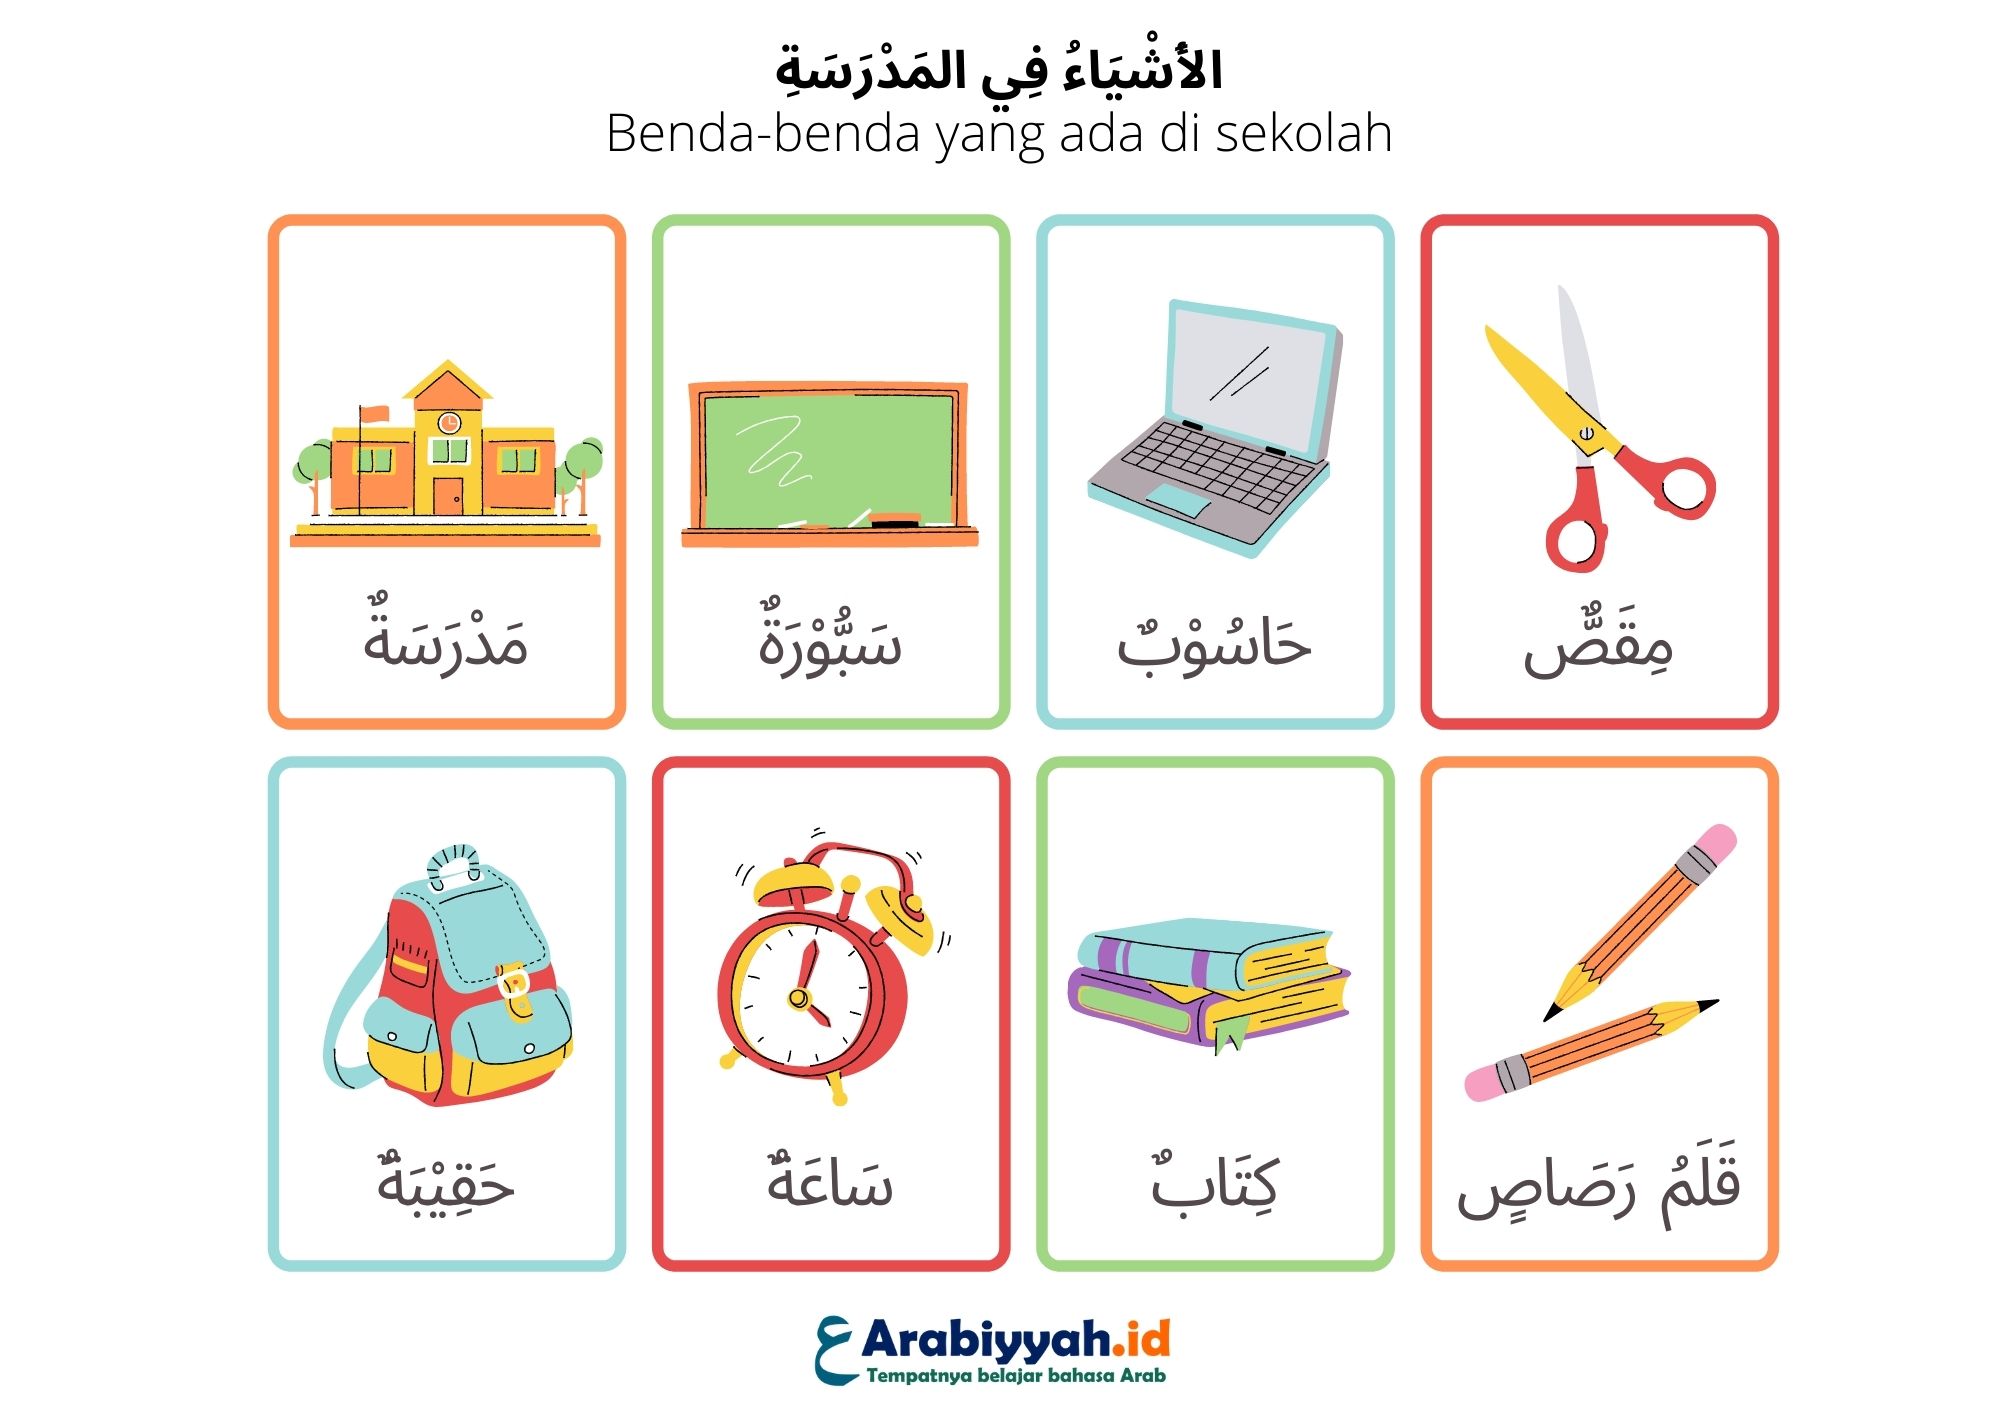 الأَشْيَاءُ فِي المَدْرَسَةِ
Benda-benda yang ada di sekolah
مِقَصٌّ
حَاسُوْبٌ
سَبُّوْرَةٌ
مَدْرَسَةٌ
قَلَمُ رَصَاصٍ
كِتَابٌ
سَاعَةٌ
حَقِيْبَةٌ
Arabiyyah.id
Tempatnya belajar bahasa Arab